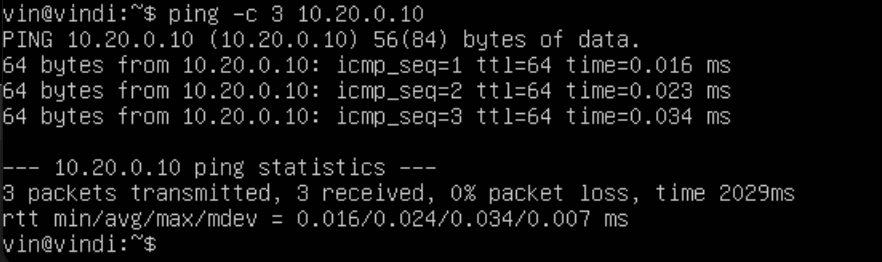 vin@vindi:~$ ping -c 3 10.20.0.10
PING 10.20.0.10 (10.20.0.10) 56(84) bytes of data.
64 bytes from 10.20.0.10: icmp_seq=1 ttl=64 time=0.016 ms
64 bytes from 10.20.0.10: icmp_seq=2 ttl=64 time=0.023 ms
64 bytes from 10.20.0.10: icmp_seq=3 ttl=64 time=0.034 ms
--- 10.20.0.10 ping statistics ---
3 packets transmitted, 3 received, 0% packet loss, time 2029ms
rtt min/avg/max/mdev = 0.016/0.024/0.034/0.007 ms
vin@vindi:~$